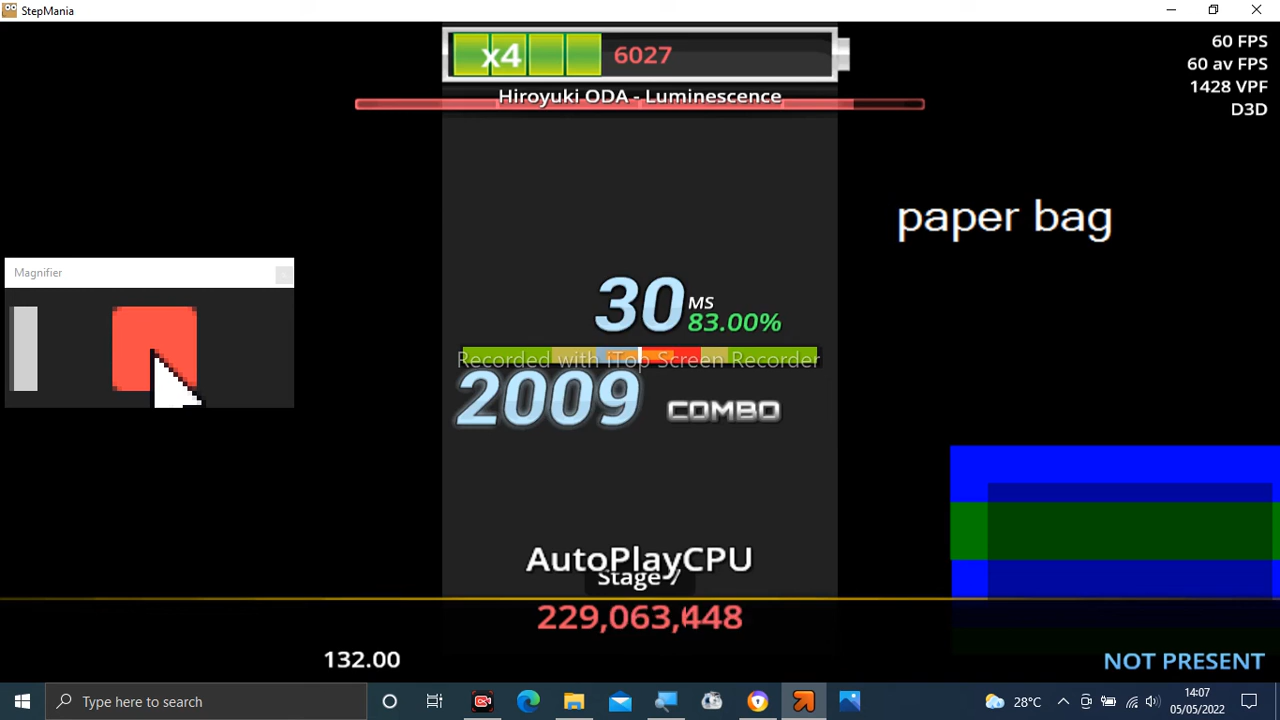 StepMania
x4 6027
60 FPS
60 av FPS
1428 VPF
D3D
Hiroyuki ODA - Luminescence
paper bag
Magnifier
30 MS
83.00%
Recorded with iTop Screen Recorder
2009 COMBO
AutoPlayCPU
Stage 7
229,063,448
132.00
NOT PRESENT
Type here to search
28°C
14:07
05/05/2022